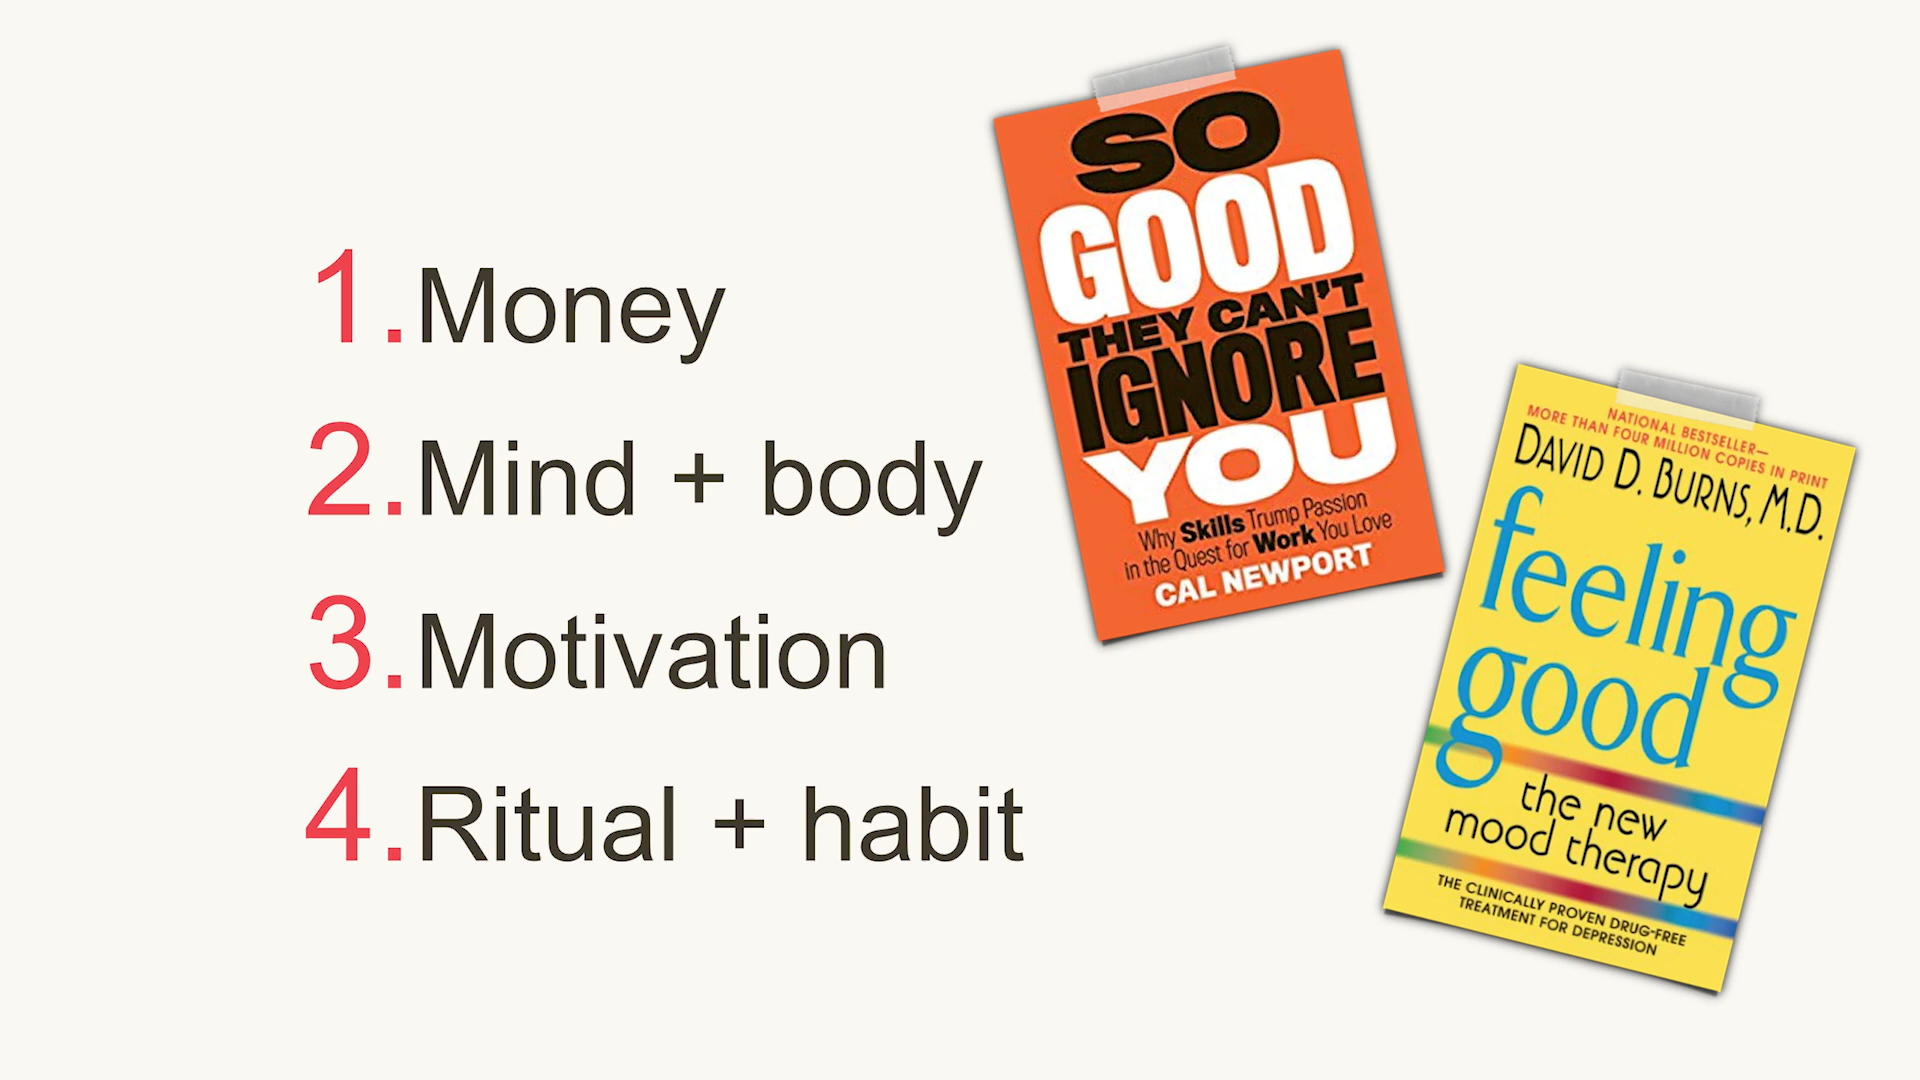 1. Money
2. Mind + body
3. Motivation
4. Ritual + habit
SO
GOOD
THEY CAN'T
IGNORE
YOU
Why Skills Trump Passion
in the Quest for Work You Love
CAL NEWPORT
NATIONAL BESTSELLER—
MORE THAN FOUR MILLION COPIES IN PRINT
DAVID D. BURNS, M.D.
feeling
good
the new
mood therapy
THE CLINICALLY PROVEN DRUG-FREE
TREATMENT FOR DEPRESSION